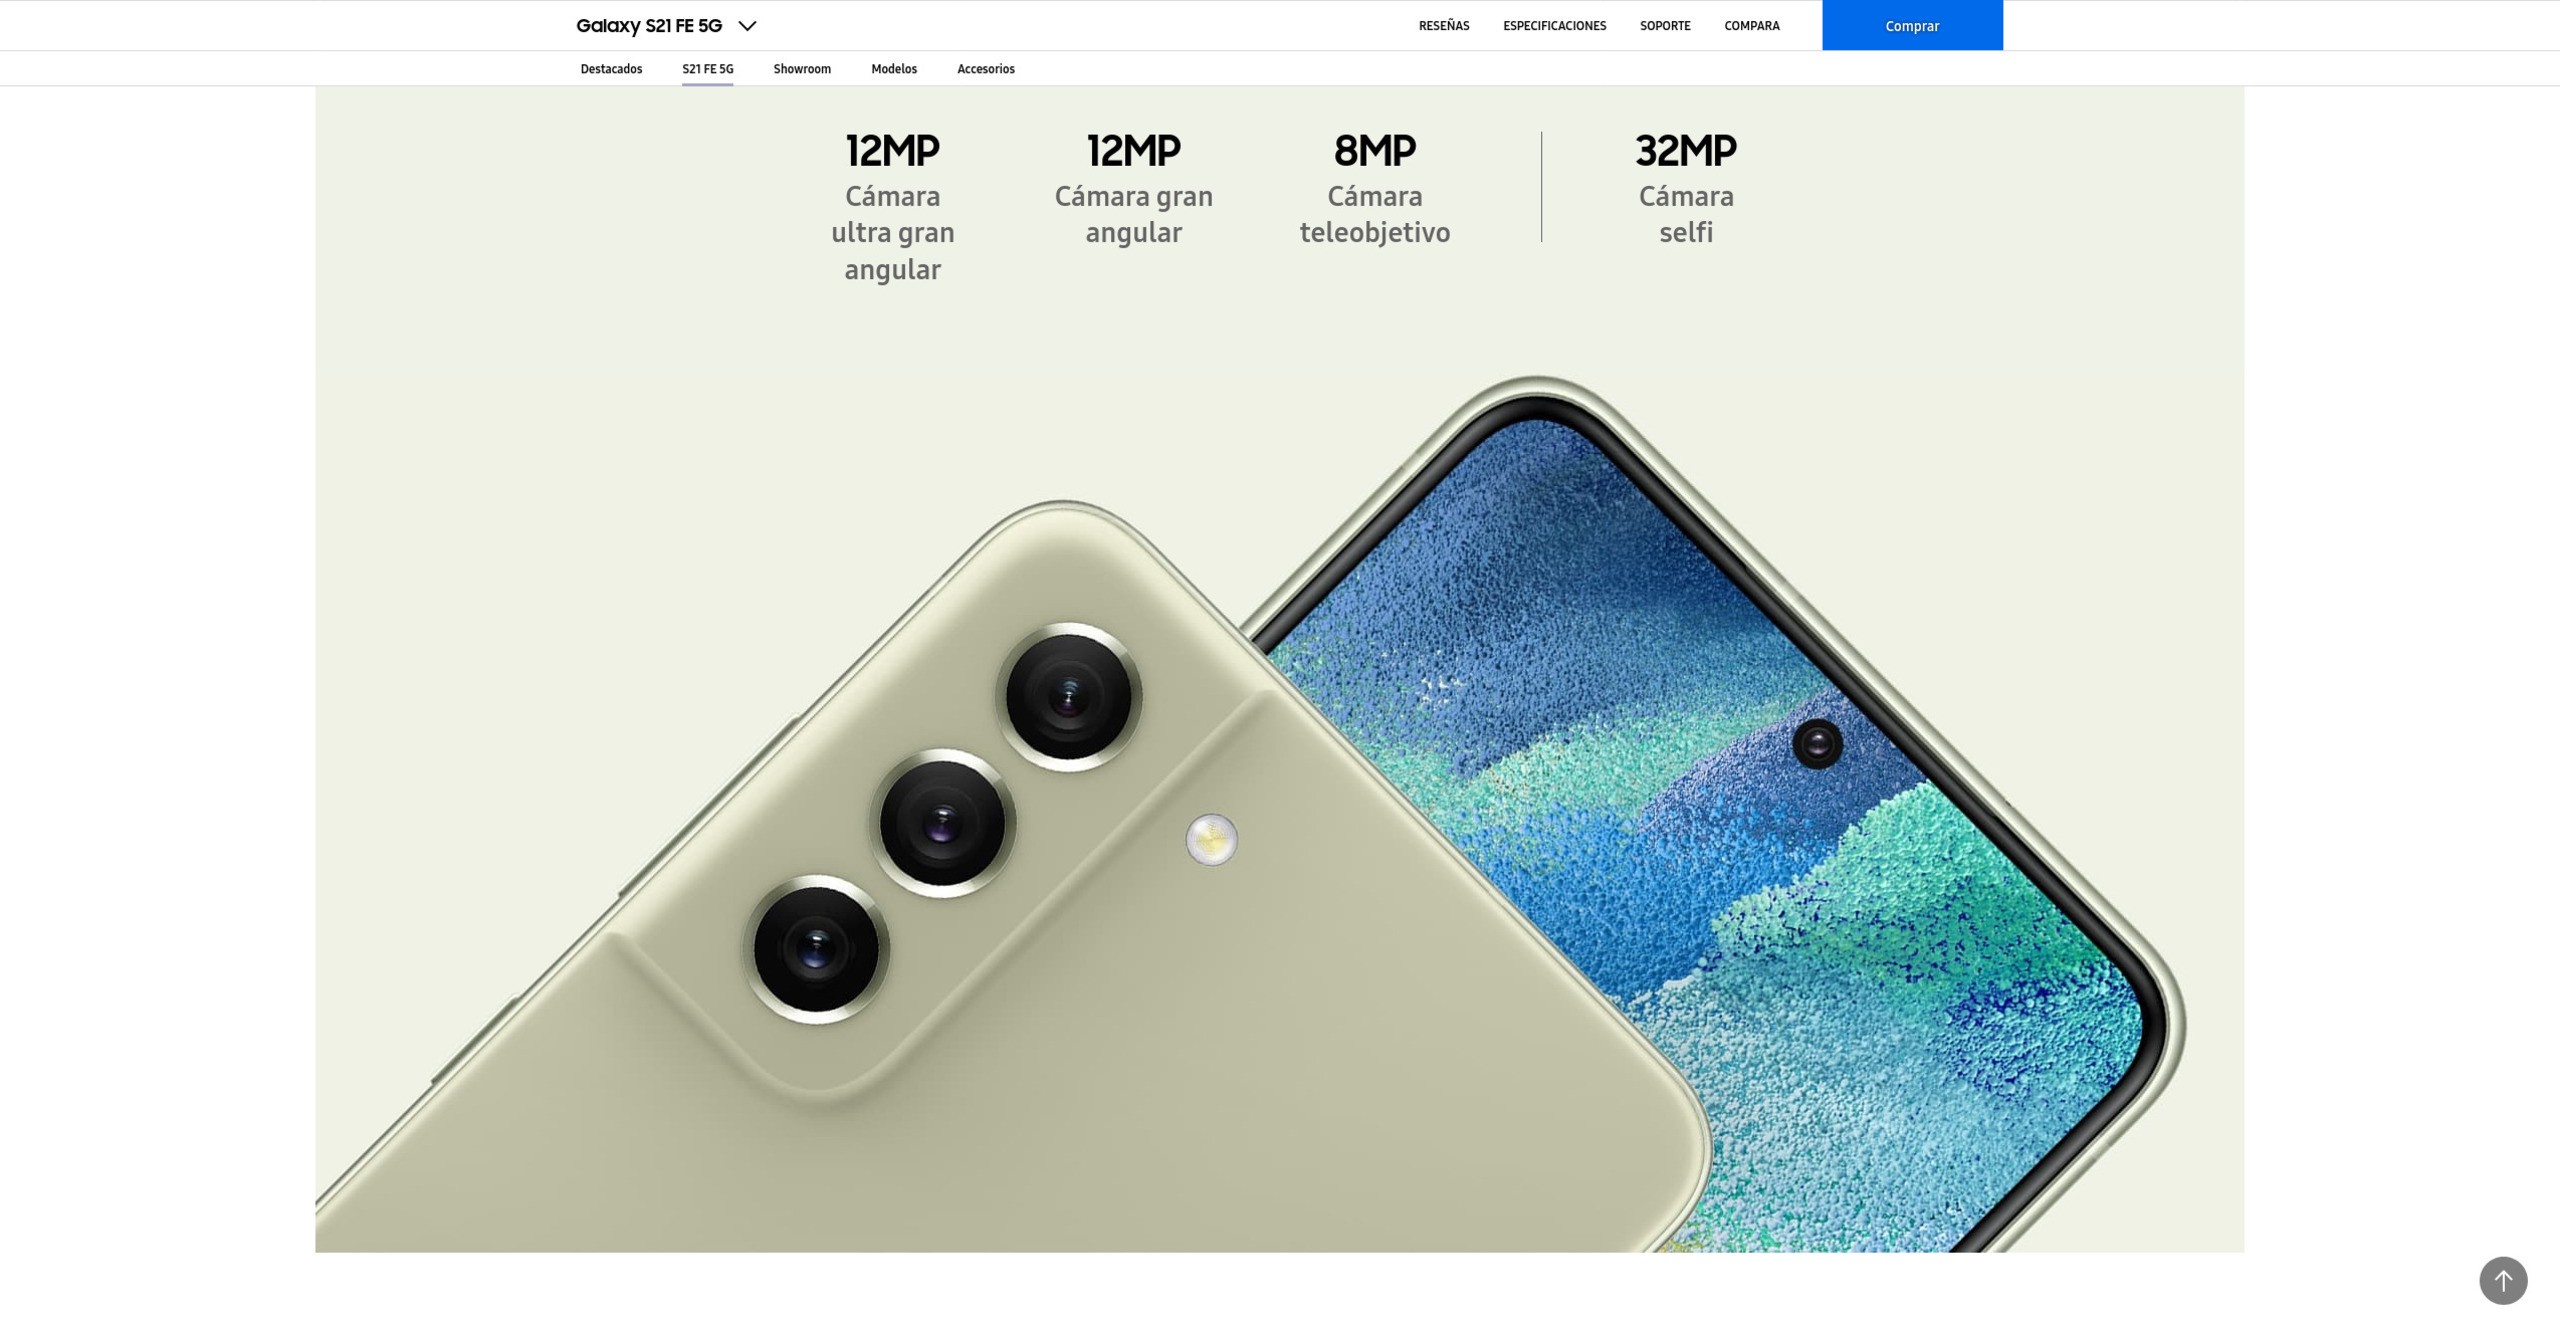 Galaxy S21 FE 5G
RESEÑAS
ESPECIFICACIONES
SOPORTE
COMPARA
Comprar
Destacados
S21 FE 5G
Showroom
Modelos
Accesorios
12MP
Cámara
ultra gran
angular
12MP
Cámara gran
angular
8MP
Cámara
teleobjetivo
32MP
Cámara
selfi